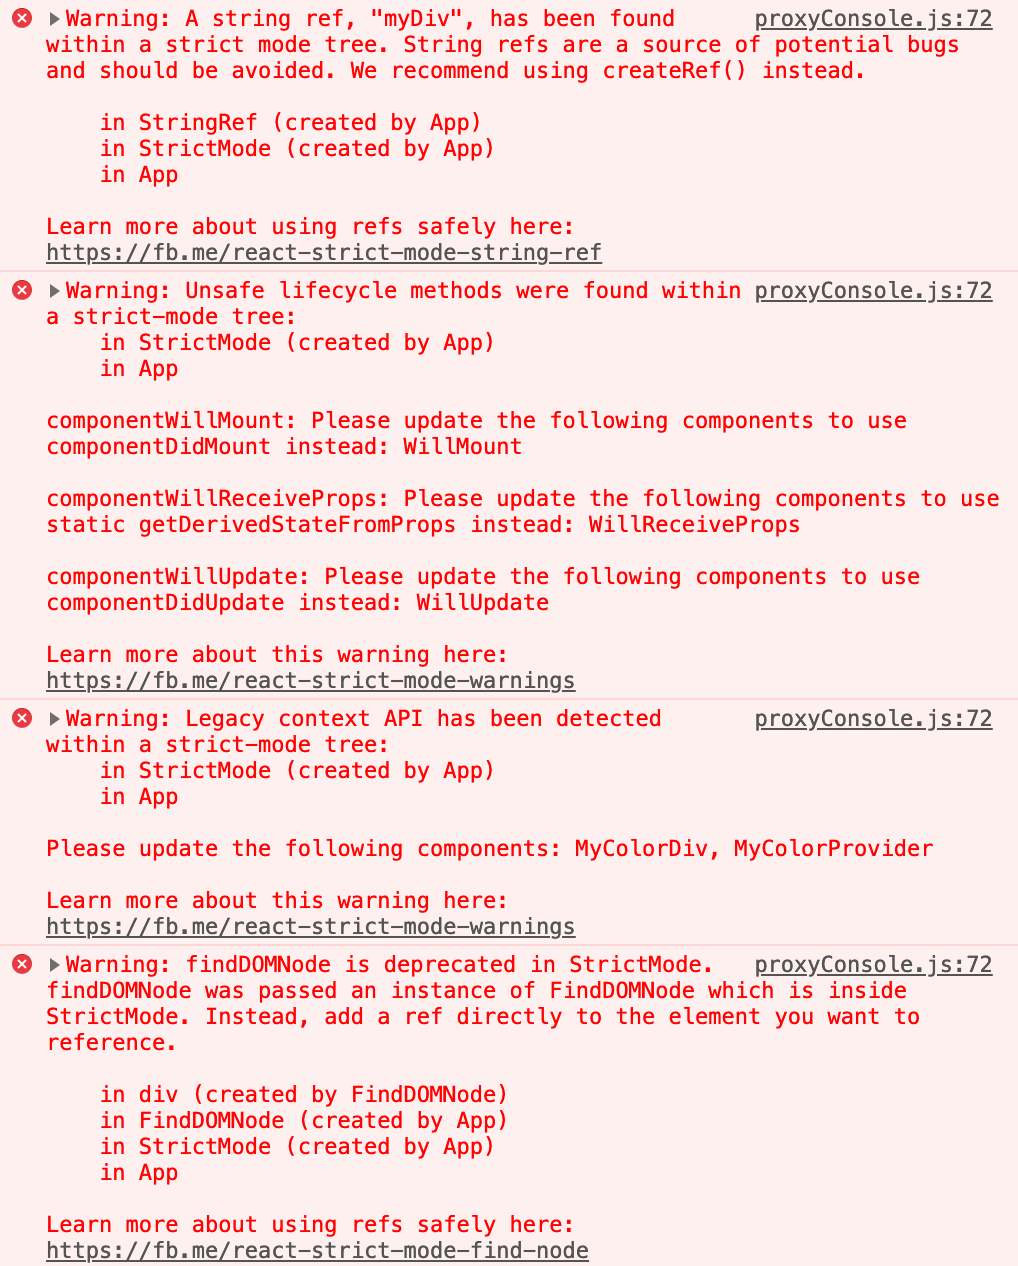 Warning: A string ref, "myDiv", has been found proxyConsole.js:72
within a strict mode tree. String refs are a source of potential bugs
and should be avoided. We recommend using createRef() instead.
in StringRef (created by App)
in StrictMode (created by App)
in App
Learn more about using refs safely here:
https://fb.me/react-strict-mode-string-ref
Warning: Unsafe lifecycle methods were found within proxyConsole.js:72
a strict-mode tree:
in StrictMode (created by App)
in App
componentWillMount: Please update the following components to use
componentDidMount instead: WillMount
componentWillReceiveProps: Please update the following components to use
static getDerivedStateFromProps instead: WillReceiveProps
componentWillUpdate: Please update the following components to use
componentDidUpdate instead: WillUpdate
Learn more about this warning here:
https://fb.me/react-strict-mode-warnings
Warning: Legacy context API has been detected proxyConsole.js:72
within a strict-mode tree:
in StrictMode (created by App)
in App
Please update the following components: MyColorDiv, MyColorProvider
Learn more about this warning here:
https://fb.me/react-strict-mode-warnings
Warning: findDOMNode is deprecated in StrictMode. proxyConsole.js:72
findDOMNode was passed an instance of FindDOMNode which is inside
StrictMode. Instead, add a ref directly to the element you want to
reference.
in div (created by FindDOMNode)
in FindDOMNode (created by App)
in StrictMode (created by App)
in App
Learn more about using refs safely here:
https://fb.me/react-strict-mode-find-node